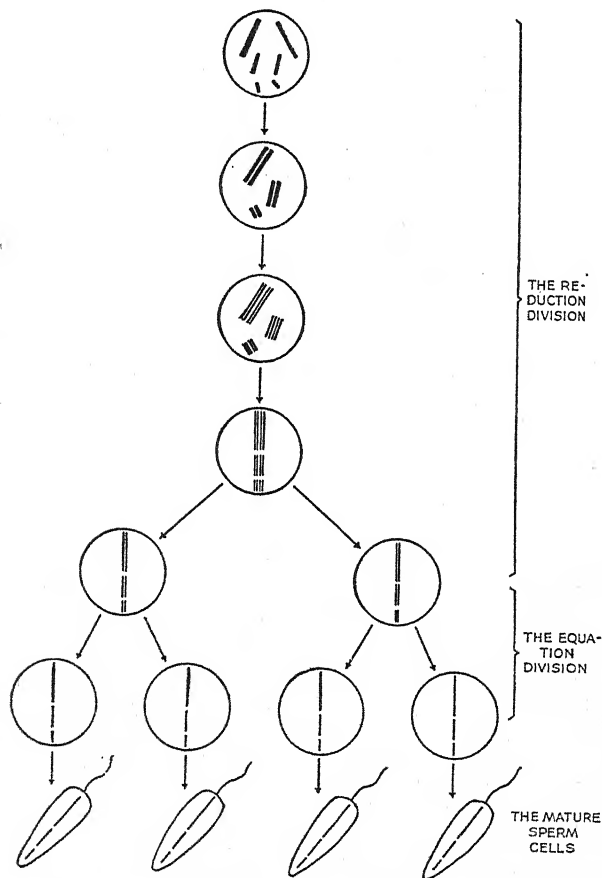 THE RE-
DUCTION
DIVISION
THE EQUA-
TION
DIVISION
THE MATURE
SPERM
CELLS